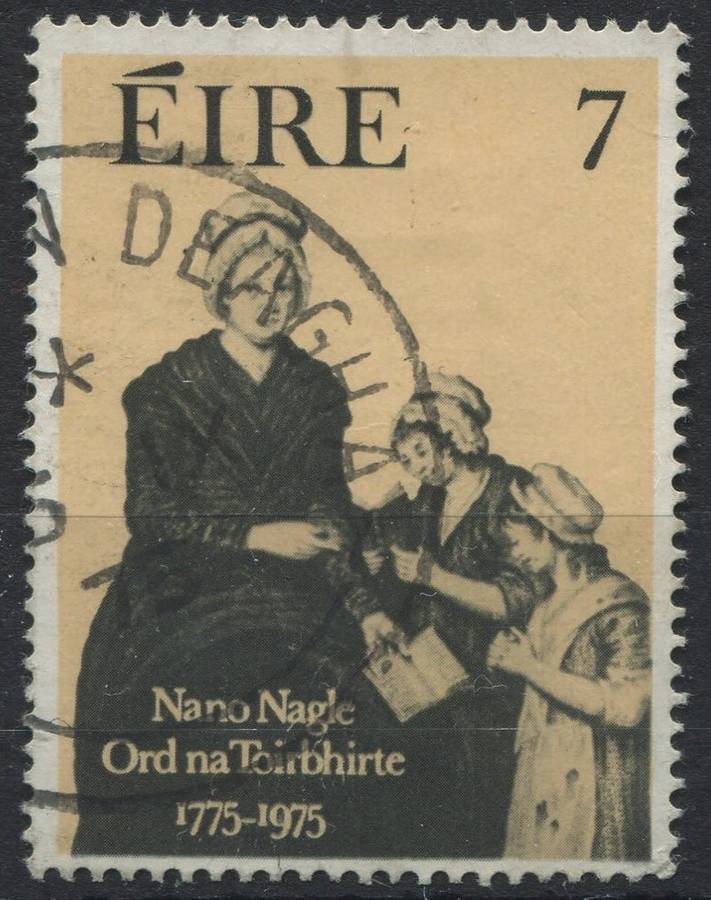 ÉIRE 7
Nano Nagle
Ord na Toirbhirte
1775-1975